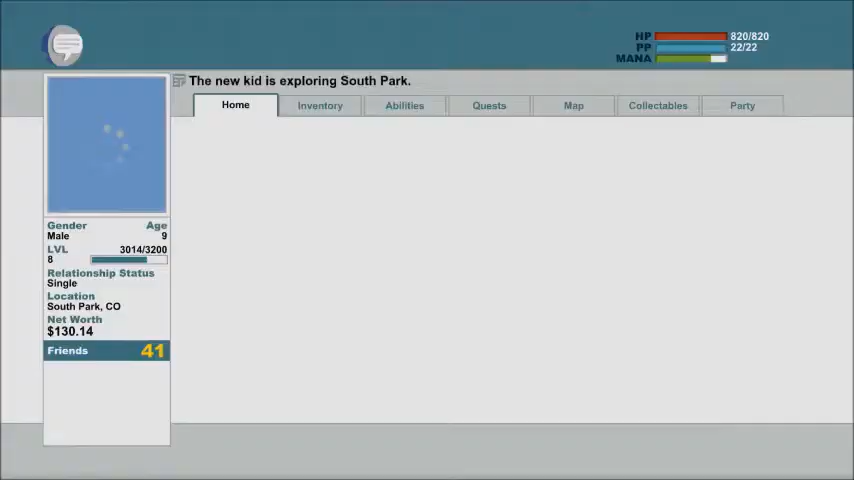 HP 820/820
PP 22/22
MANA
The new kid is exploring South Park.
Home Inventory Abilities Quests Map Collectables Party
Gender Age
Male 9
LVL 3014/3200
8
Relationship Status
Single
Location
South Park, CO
Net Worth
$130.14
Friends 41